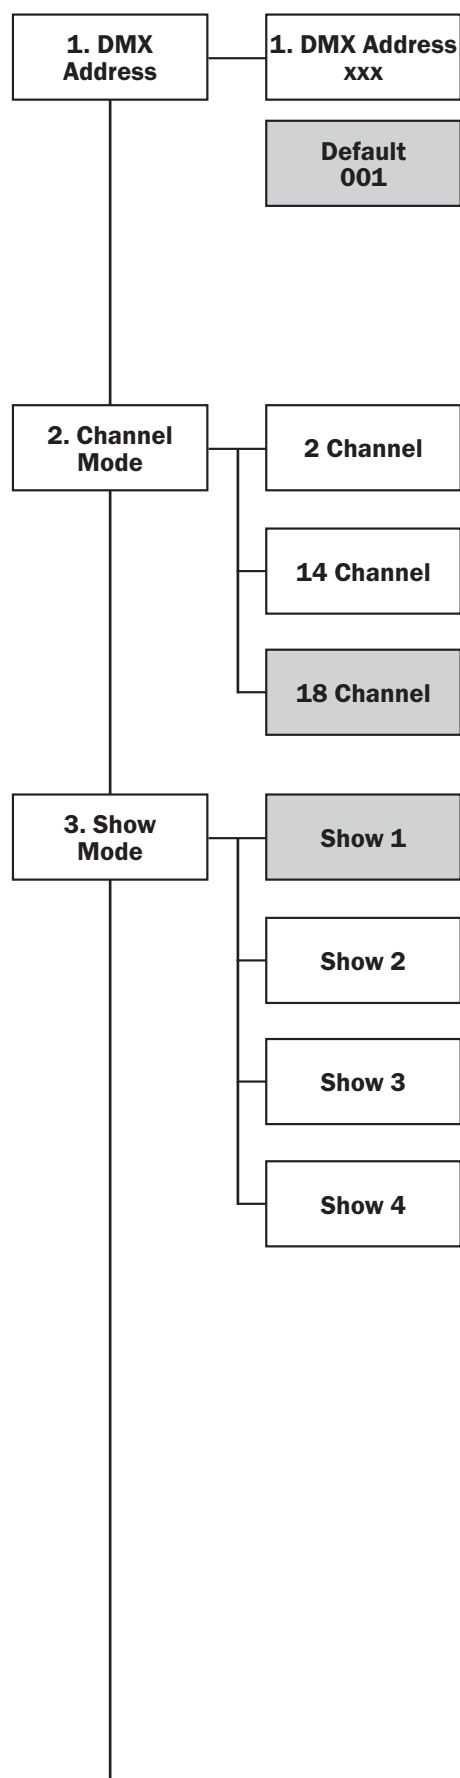 1. DMX
Address
1. DMX Address
xxx
Default
001
2. Channel
Mode
2 Channel
14 Channel
18 Channel
3. Show
Mode
Show 1
Show 2
Show 3
Show 4